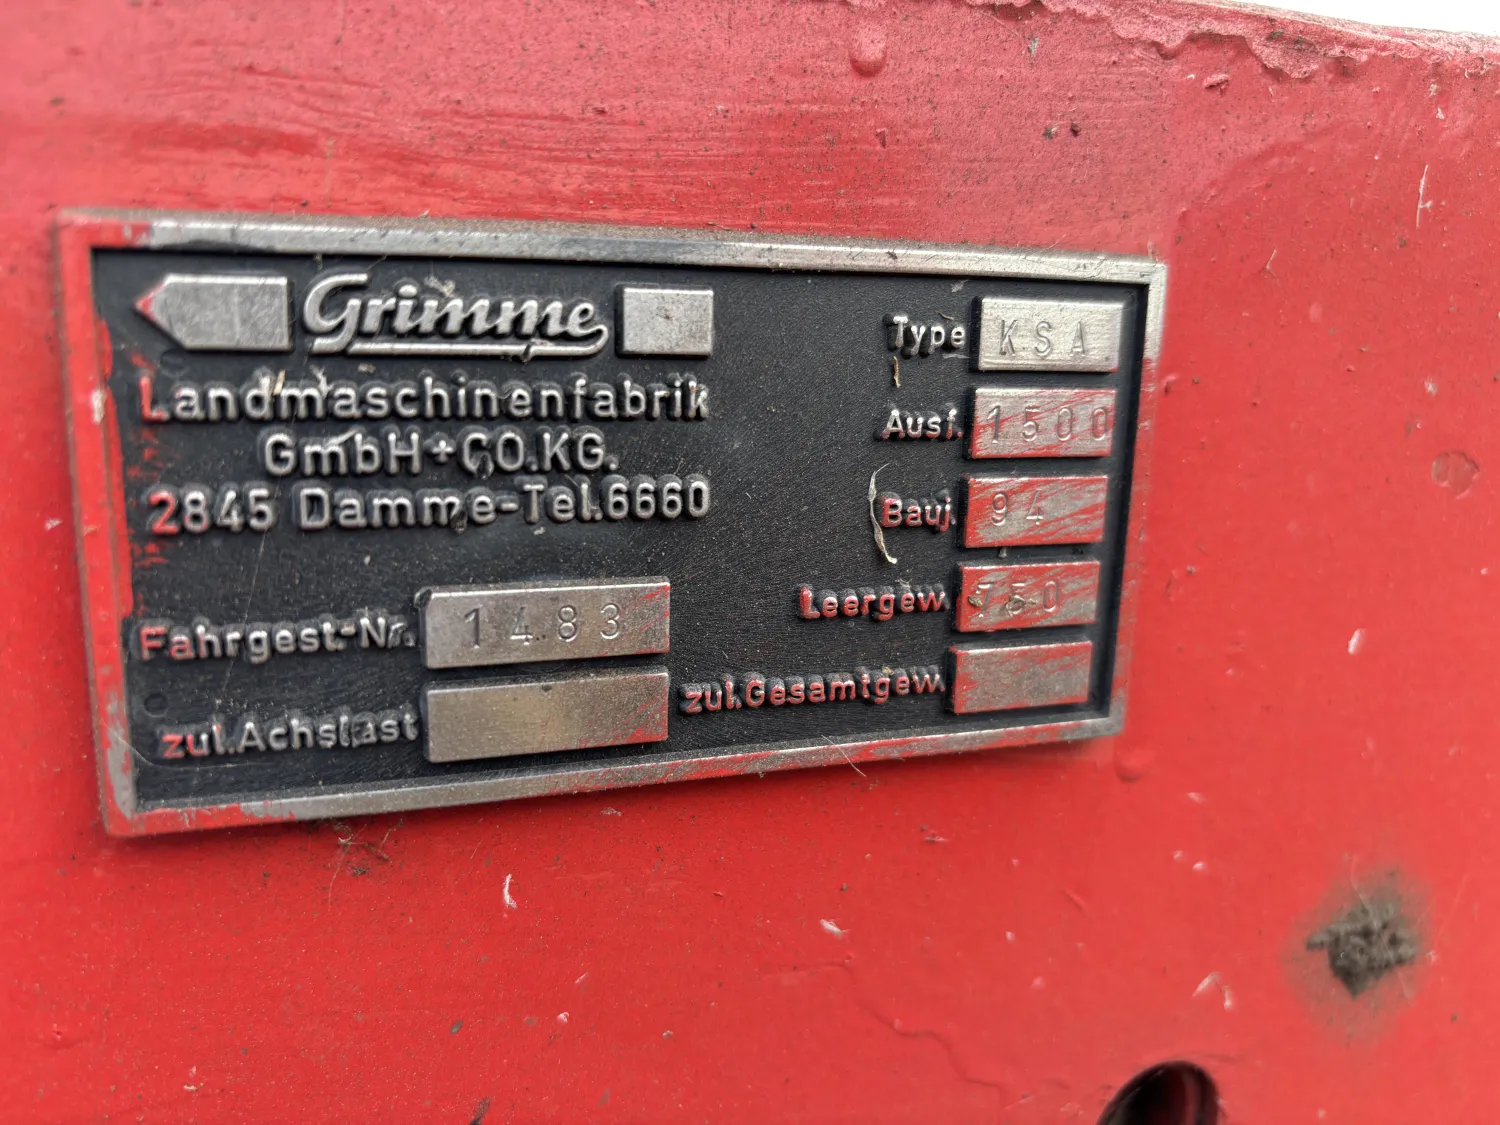 Grimme
Landmaschinenfabrik
GmbH+CO.KG.
2845 Damme-Tel.6660
Fahrgest.-Nr. 1483
zul.Achslast
Type KSA
Ausf. 1500
Bauj. 94
Leergew. 750
zul.Gesamtgew.